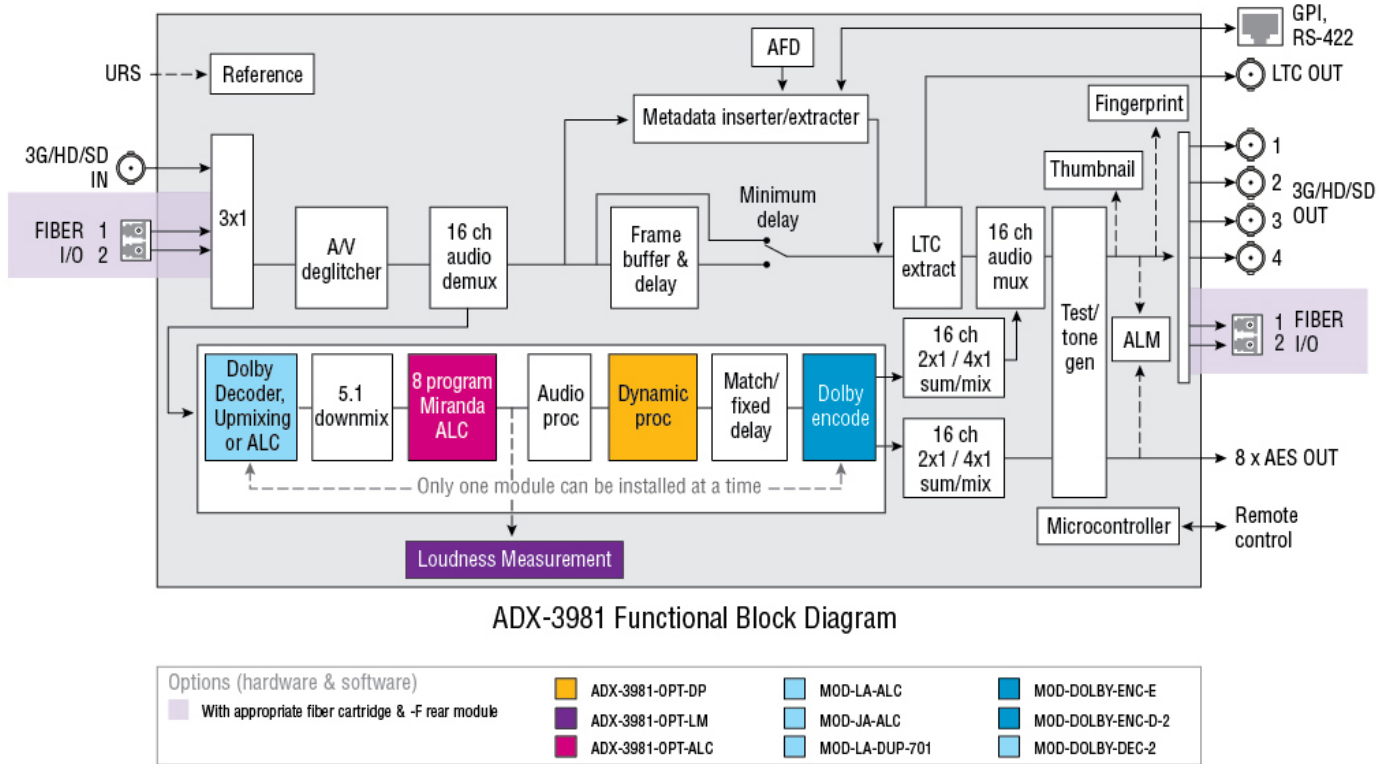 GPI,
RS-422
AFD
URS
Reference
LTC OUT
Fingerprint
Metadata inserter/extracter
3G/HD/SD
IN
1
Thumbnail
2
3G/HD/SD
OUT
3
4
Minimum
delay
3x1
FIBER 1
I/O 2
A/V
deglitcher
16 ch
audio
demux
Frame
buffer &
delay
LTC
extract
16 ch
audio
mux
Test/
tone
gen
ALM
1 FIBER
2 I/O
16 ch
2x1 / 4x1
sum/mix
Dolby
Decoder,
Upmixing
or ALC
5.1
downmix
8 program
Miranda
ALC
Audio
proc
Dynamic
proc
Match/
fixed
delay
Dolby
encode
16 ch
2x1 / 4x1
sum/mix
8 x AES OUT
Only one module can be installed at a time
Microcontroller
Remote
control
Loudness Measurement
ADX-3981 Functional Block Diagram
Options (hardware & software)
With appropriate fiber cartridge & -F rear module
ADX-3981-OPT-DP
ADX-3981-OPT-LM
ADX-3981-OPT-ALC
MOD-LA-ALC
MOD-JA-ALC
MOD-LA-DUP-701
MOD-DOLBY-ENC-E
MOD-DOLBY-ENC-D-2
MOD-DOLBY-DEC-2